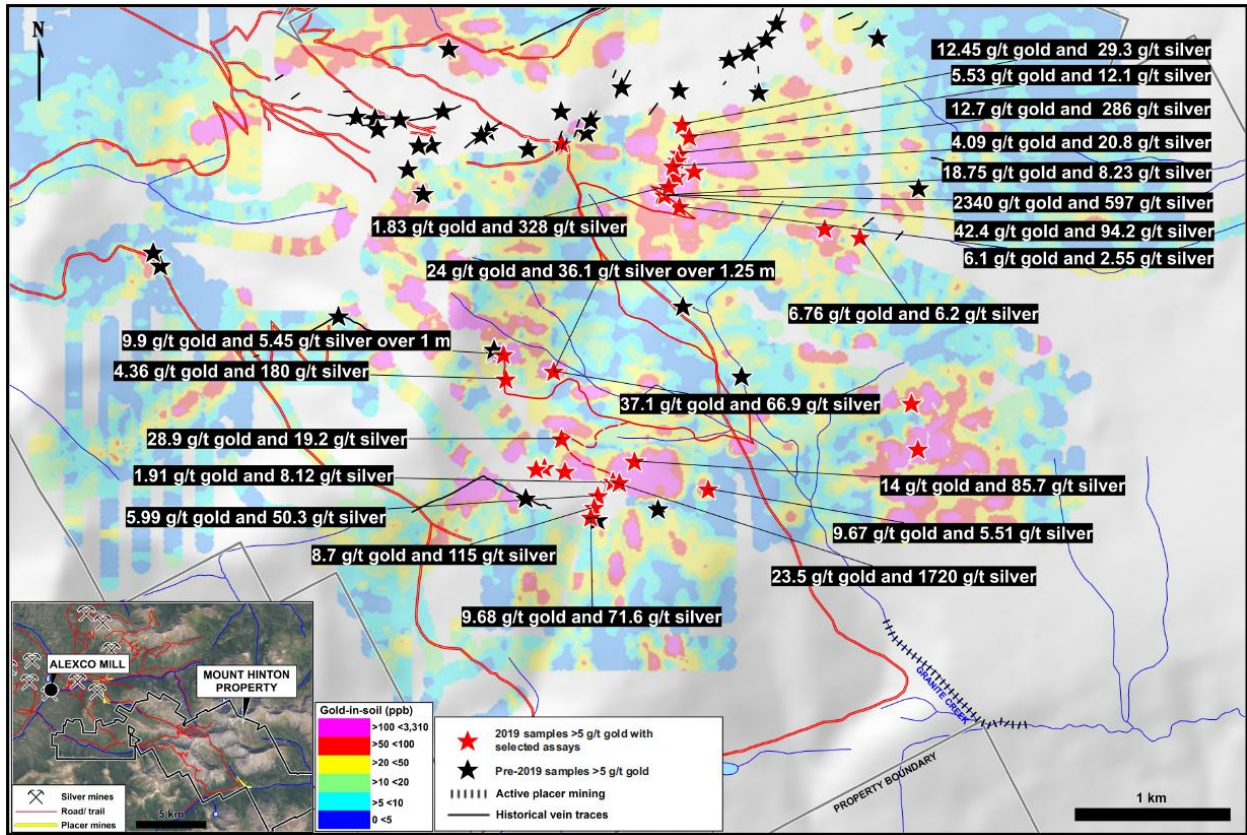 N
12.45 g/t gold and 29.3 g/t silver
5.53 g/t gold and 12.1 g/t silver
12.7 g/t gold and 286 g/t silver
4.09 g/t gold and 20.8 g/t silver
18.75 g/t gold and 8.23 g/t silver
2340 g/t gold and 597 g/t silver
42.4 g/t gold and 94.2 g/t silver
6.1 g/t gold and 2.55 g/t silver
1.83 g/t gold and 328 g/t silver
24 g/t gold and 36.1 g/t silver over 1.25 m
6.76 g/t gold and 6.2 g/t silver
9.9 g/t gold and 5.45 g/t silver over 1 m
4.36 g/t gold and 180 g/t silver
37.1 g/t gold and 66.9 g/t silver
28.9 g/t gold and 19.2 g/t silver
1.91 g/t gold and 8.12 g/t silver
14 g/t gold and 85.7 g/t silver
5.99 g/t gold and 50.3 g/t silver
9.67 g/t gold and 5.51 g/t silver
8.7 g/t gold and 115 g/t silver
23.5 g/t gold and 1720 g/t silver
9.68 g/t gold and 71.6 g/t silver
GRANITE CREEK
PROPERTY BOUNDARY
1 km
ALEXCO MILL
MOUNT HINTON
PROPERTY
Silver mines
Road/ trail
Placer mines
5 km
Gold-in-soil (ppb)
>100 <3,310
>50 <100
>20 <50
>10 <20
>5 <10
0 <5
2019 samples >5 g/t gold with
selected assays
Pre-2019 samples >5 g/t gold
Active placer mining
Historical vein traces